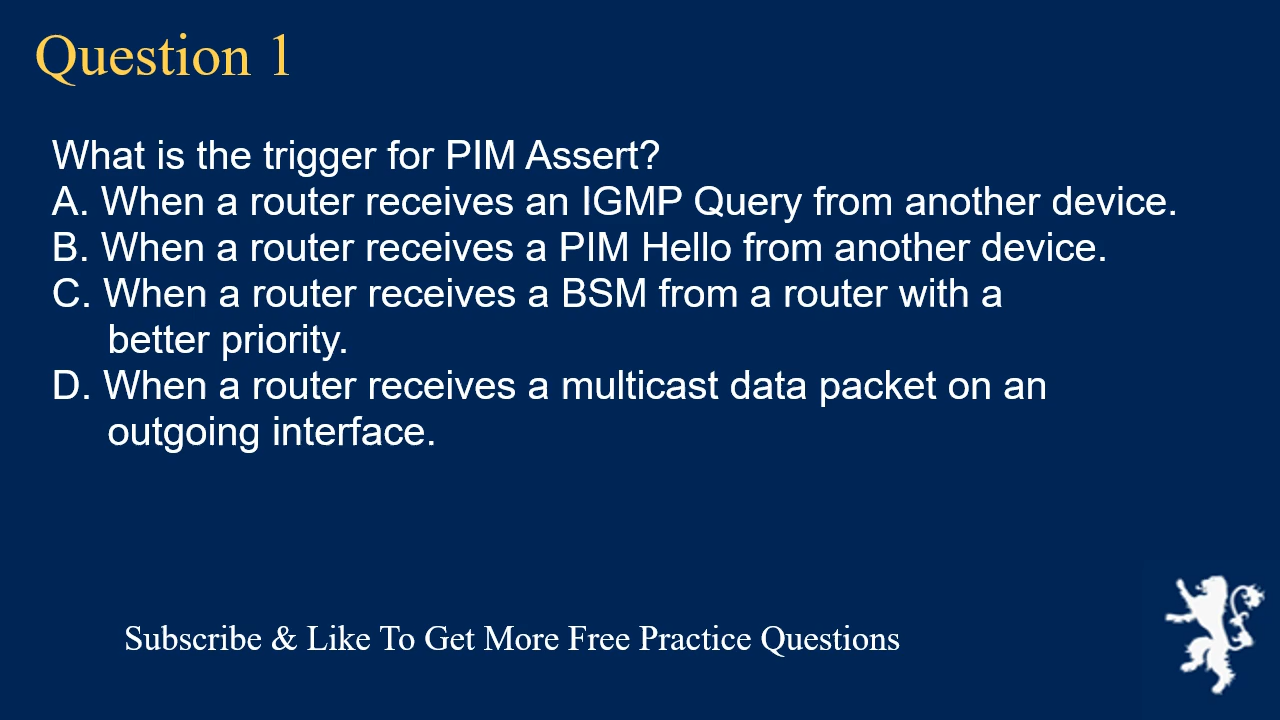 Question 1
What is the trigger for PIM Assert?
A. When a router receives an IGMP Query from another device.
B. When a router receives a PIM Hello from another device.
C. When a router receives a BSM from a router with a
better priority.
D. When a router receives a multicast data packet on an
outgoing interface.
Subscribe & Like To Get More Free Practice Questions